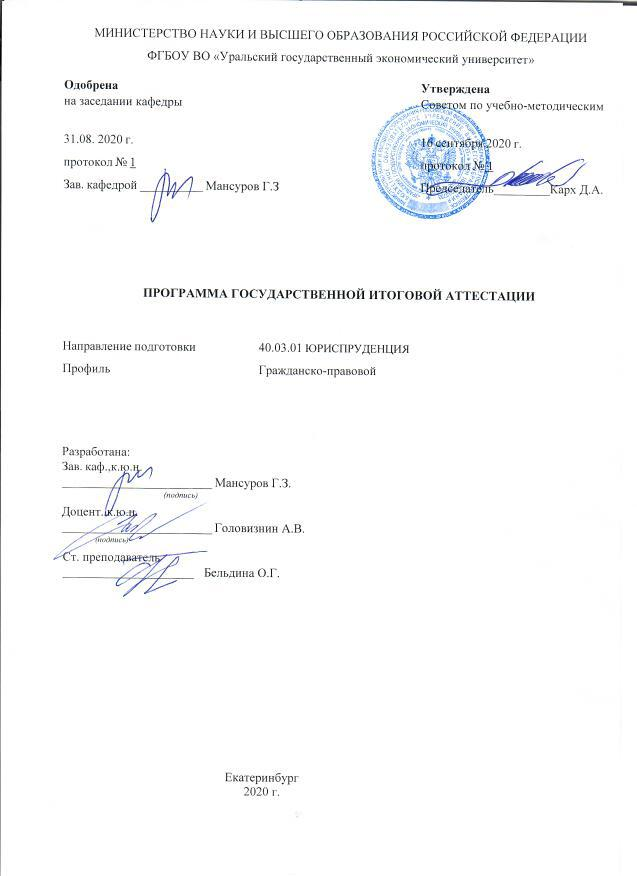 МИНИСТЕРСТВО НАУКИ И ВЫСШЕГО ОБРАЗОВАНИЯ РОССИЙСКОЙ ФЕДЕРАЦИИ
ФГБОУ ВО «Уральский государственный экономический университет»
Одобрена
на заседании кафедры
31.08. 2020 г.
протокол № 1
Зав. кафедрой Мансуров Г.З
Утверждена
Советом по учебно-методическим
16 сентября 2020 г.
протокол № 1
Председатель Карх Д.А.
ПРОГРАММА ГОСУДАРСТВЕННОЙ ИТОГОВОЙ АТТЕСТАЦИИ
Направление подготовки 40.03.01 ЮРИСПРУДЕНЦИЯ
Профиль Гражданско-правовой
Разработана:
Зав. каф.,к.ю.н.
Мансуров Г.З.
(подпись)
Доцент.,к.ю.н.
Головизнин А.В.
(подпись)
Ст. преподаватель
Бельдина О.Г.
Екатеринбург
2020 г.